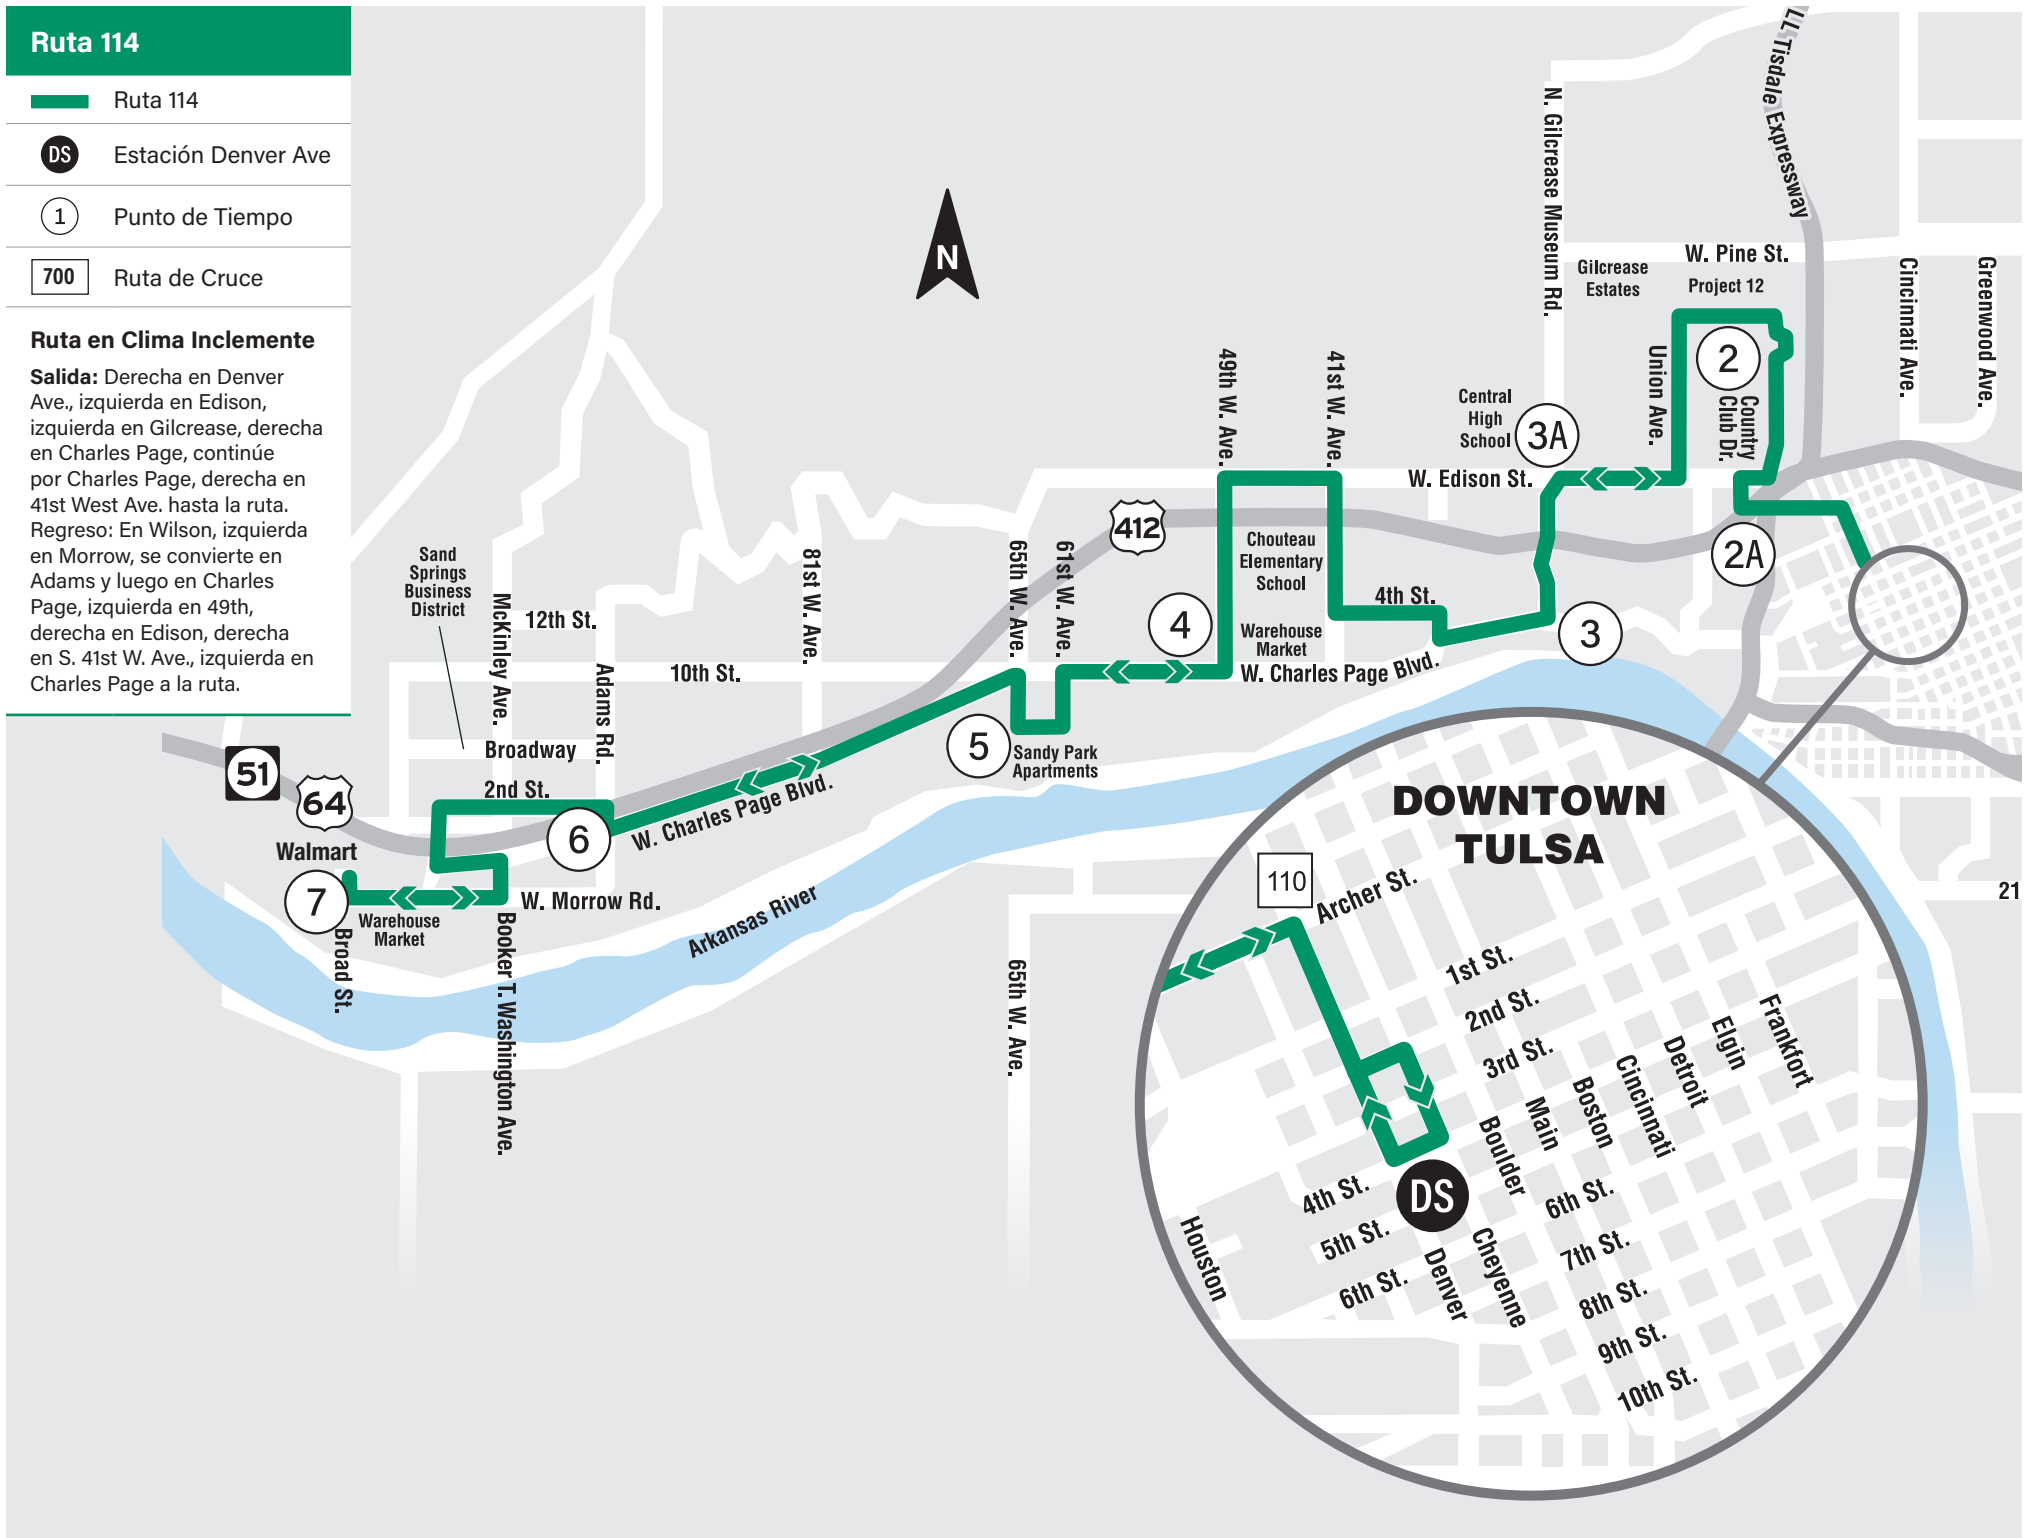 Ruta 114
Ruta 114
DS
Estación Denver Ave
1
Punto de Tiempo
700
Ruta de Cruce
Ruta en Clima Inclemente
Salida: Derecha en Denver
Ave., izquierda en Edison,
izquierda en Gilcrease, derecha
en Charles Page, continúe
por Charles Page, derecha en
41st West Ave. hasta la ruta.
Regreso: En Wilson, izquierda
en Morrow, se convierte en
Adams y luego en Charles
Page, izquierda en 49th,
derecha en Edison, derecha
en S. 41st W. Ave., izquierda en
Charles Page a la ruta.
N
LL Tisdale Expressway
N. Gilcrease Museum Rd.
W. Pine St.
Gilcrease
Estates
Project 12
Cincinnati Ave.
Greenwood Ave.
2
Union Ave.
Country
Club Dr.
49th W. Ave.
41st W. Ave.
Central
High
School
3A
W. Edison St.
412
2A
Chouteau
Elementary
School
4th St.
3
4
Warehouse
Market
W. Charles Page Blvd.
65th W. Ave.
61st W. Ave.
81st W. Ave.
Sand
Springs
Business
District
McKinley Ave.
12th St.
Adams Rd.
10th St.
5
Sandy Park
Apartments
Broadway
2nd St.
51
64
6
W. Charles Page Blvd.
Walmart
7
Warehouse
Market
W. Morrow Rd.
Broad St.
Booker T. Washington Ave.
Arkansas River
65th W. Ave.
21
DOWNTOWN
TULSA
110
Archer St.
1st St.
2nd St.
3rd St.
Frankfort
Elgin
Detroit
Cincinnati
Boston
Main
Boulder
DS
4th St.
5th St.
6th St.
Houston
Denver
Cheyenne
6th St.
7th St.
8th St.
9th St.
10th St.